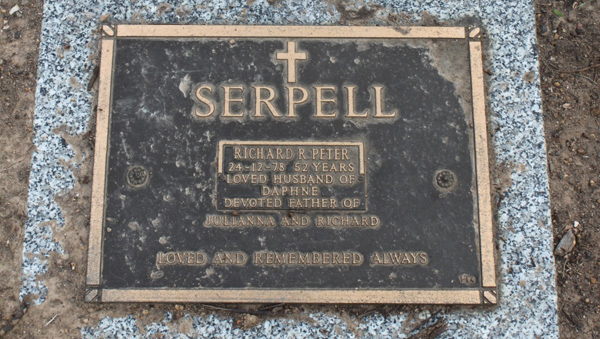 SERPELL
RICHARD R. PETER
24-12-78 52 YEARS
LOVED HUSBAND OF
DAPHNE
DEVOTED FATHER OF
JULIANNA AND RICHARD
LOVED AND REMEMBERED ALWAYS